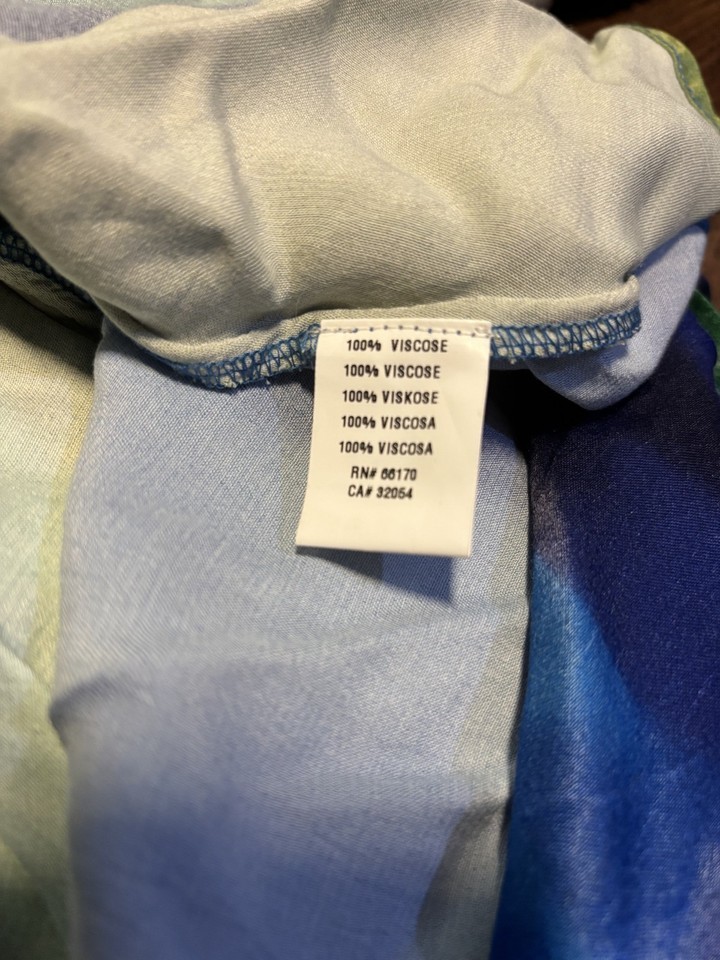 100% VISCOSE
100% VISCOSE
100% VISKOSE
100% VISCOSA
100% VISCOSA
RN# 66170
CA# 32054